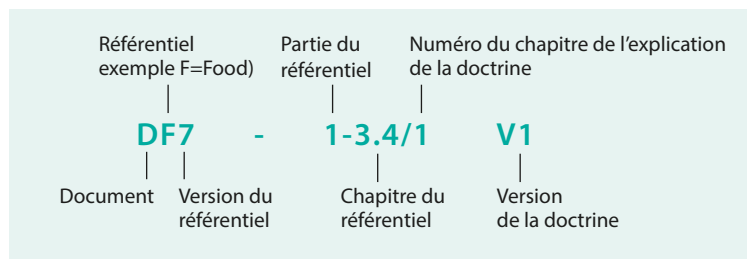 Référentiel
exemple F=Food)
Partie du
référentiel
Numéro du chapitre de l'explication
de la doctrine
DF7 - 1-3.4/1 V1
Document
Version du
référentiel
Chapitre du
référentiel
Version
de la doctrine